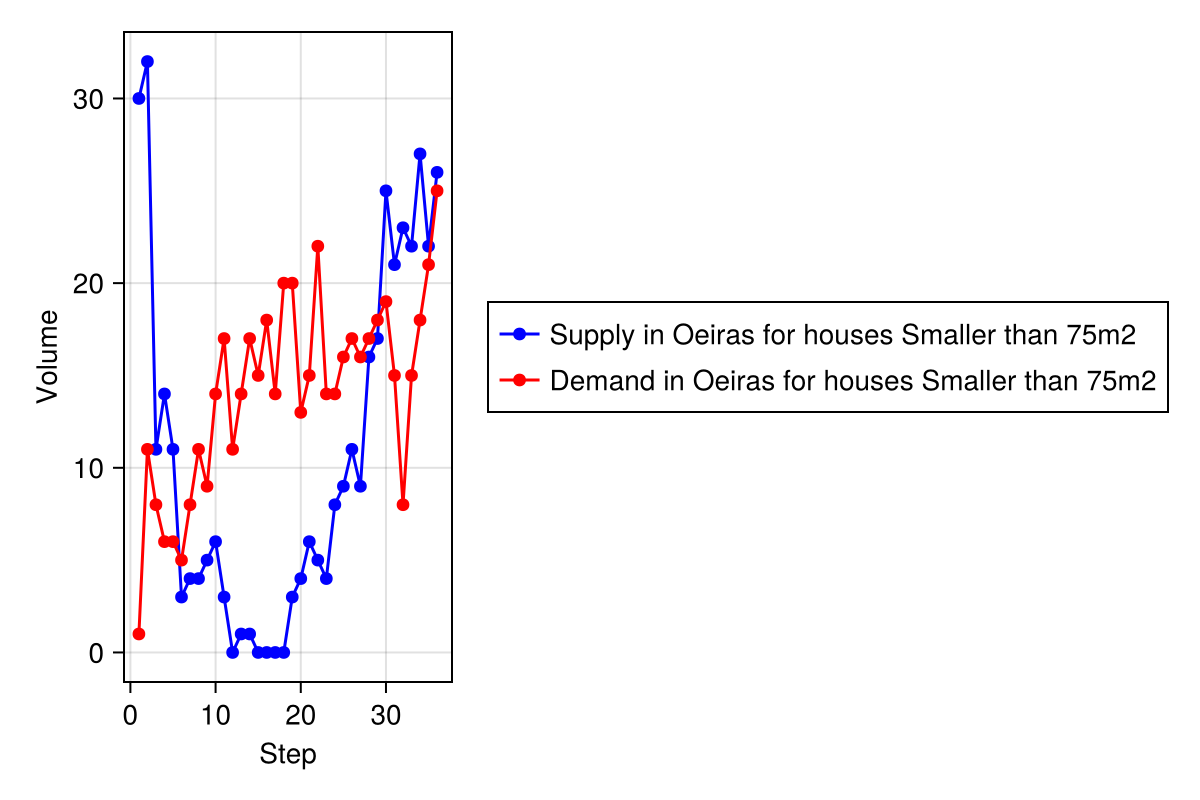 30
20
10
0
Volume
0 10 20 30
Step
Supply in Oeiras for houses Smaller than 75m2
Demand in Oeiras for houses Smaller than 75m2